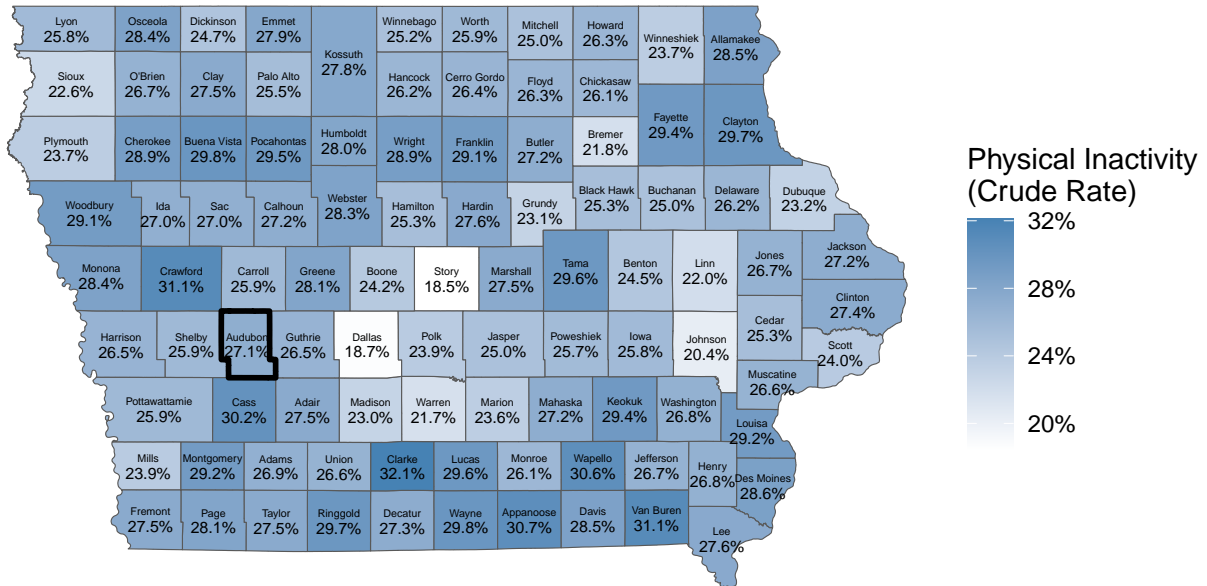 Lyon
25.8%
Osceola
28.4%
Dickinson
24.7%
Emmet
27.9%
Kossuth
27.8%
Winnebago
25.2%
Worth
25.9%
Mitchell
25.0%
Howard
26.3%
Winneshiek
23.7%
Allamakee
28.5%
Sioux
22.6%
O'Brien
26.7%
Clay
27.5%
Palo Alto
25.5%
Hancock
26.2%
Cerro Gordo
26.4%
Floyd
26.3%
Chickasaw
26.1%
Plymouth
23.7%
Cherokee
28.9%
Buena Vista
29.8%
Pocahontas
29.5%
Humboldt
28.0%
Wright
28.9%
Franklin
29.1%
Butler
27.2%
Bremer
21.8%
Fayette
29.4%
Clayton
29.7%
Woodbury
29.1%
Ida
27.0%
Sac
27.0%
Calhoun
27.2%
Webster
28.3%
Hamilton
25.3%
Hardin
27.6%
Grundy
23.1%
Black Hawk
25.3%
Buchanan
25.0%
Delaware
26.2%
Dubuque
23.2%
Monona
28.4%
Crawford
31.1%
Carroll
25.9%
Greene
28.1%
Boone
24.2%
Story
18.5%
Marshall
27.5%
Tama
29.6%
Benton
24.5%
Linn
22.0%
Jones
26.7%
Jackson
27.2%
Clinton
27.4%
Harrison
26.5%
Shelby
25.9%
Audubon
27.1%
Guthrie
26.5%
Dallas
18.7%
Polk
23.9%
Jasper
25.0%
Poweshiek
25.7%
Iowa
25.8%
Johnson
20.4%
Cedar
25.3%
Scott
24.0%
Muscatine
26.6%
Pottawattamie
25.9%
Cass
30.2%
Adair
27.5%
Madison
23.0%
Warren
21.7%
Marion
23.6%
Mahaska
27.2%
Keokuk
29.4%
Washington
26.8%
Louisa
29.2%
Mills
23.9%
Montgomery
29.2%
Adams
26.9%
Union
26.6%
Clarke
32.1%
Lucas
29.6%
Monroe
26.1%
Wapello
30.6%
Jefferson
26.7%
Henry
26.8%
Des Moines
28.6%
Fremont
27.5%
Page
28.1%
Taylor
27.5%
Ringgold
29.7%
Decatur
27.3%
Wayne
29.8%
Appanoose
30.7%
Davis
28.5%
Van Buren
31.1%
Lee
27.6%
Physical Inactivity
(Crude Rate)
32%
28%
24%
20%